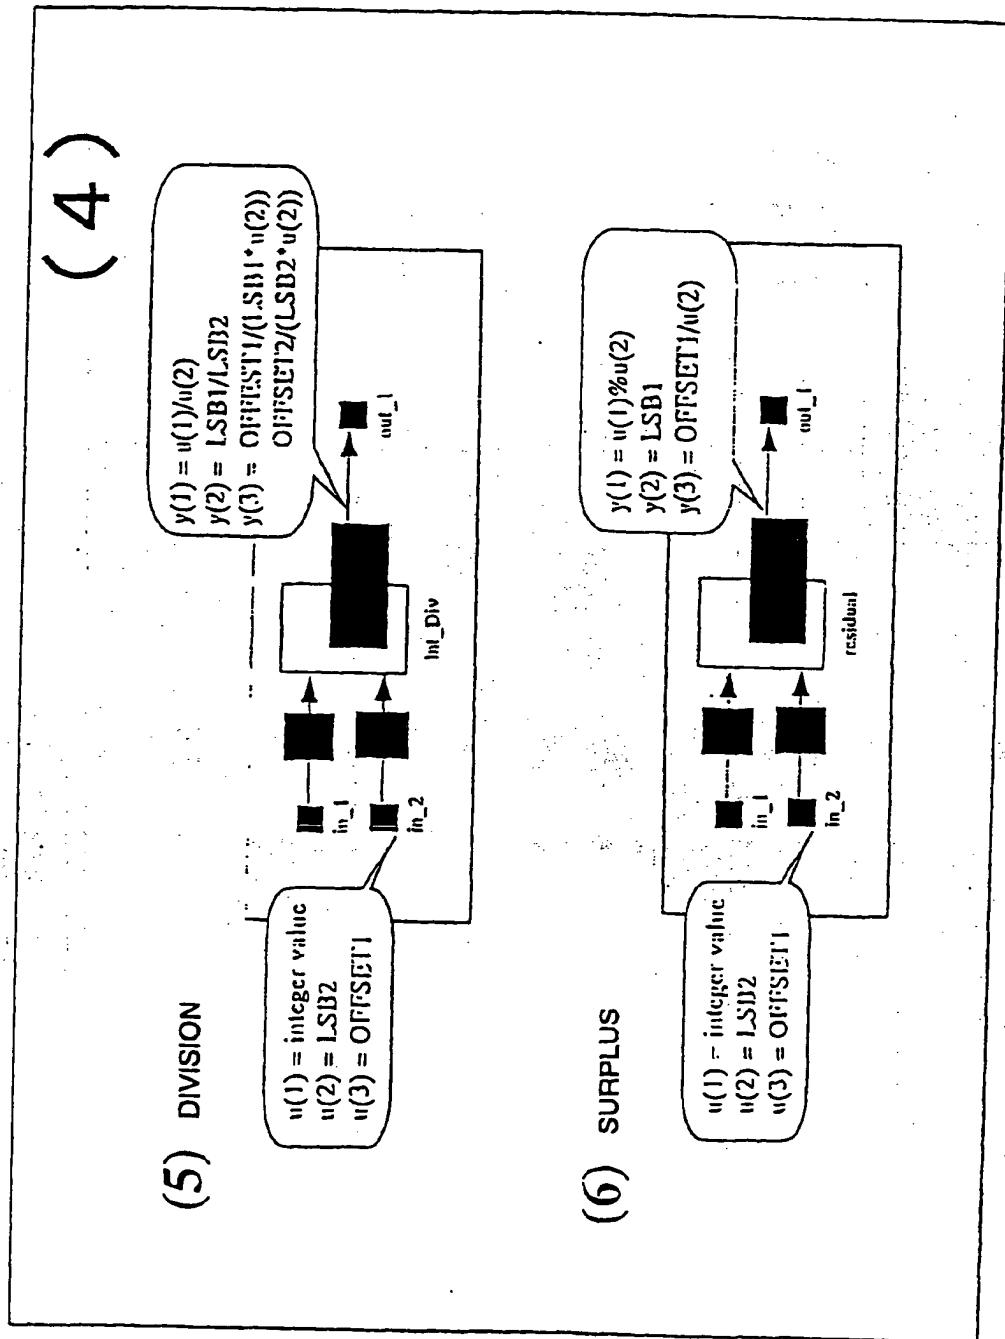 (4)
(5) DIVISION
u(1) = integer value
u(2) = LSB2
u(3) = OFFSET1
in_1
in_2
Int_Div
y(1) = u(1)/u(2)
y(2) = LSB1/LSB2
y(3) = OFFEST1/(LSB1*u(2))
OFFSET2/(LSB2*u(2))
out_1
(6) SURPLUS
u(1) = integer value
u(2) = LSB2
u(3) = OFFSET1
in_1
in_2
residual
y(1) = u(1)%u(2)
y(2) = LSB1
y(3) = OFFSET1/u(2)
out_1